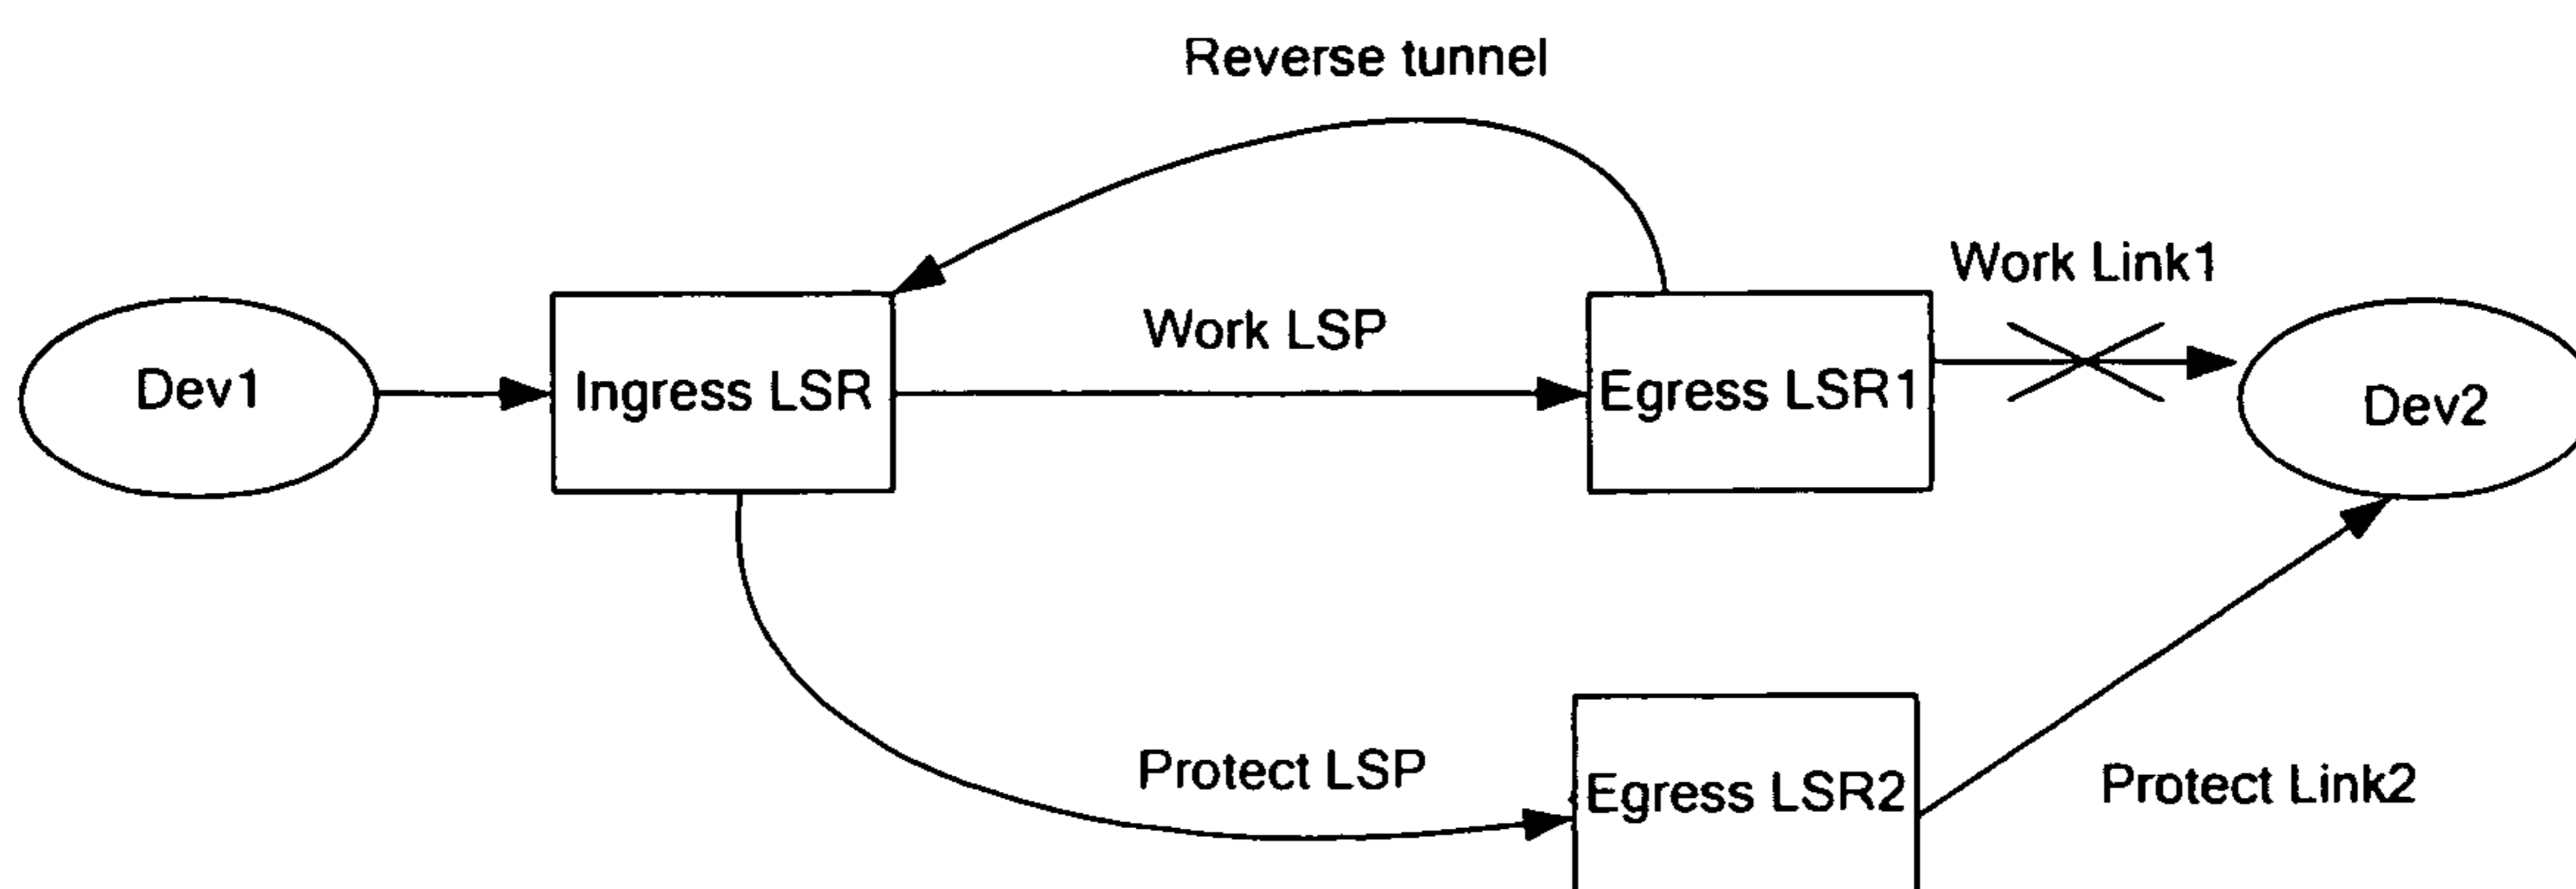 Reverse tunnel
Work Link1
Work LSP
Dev1
Ingress LSR
Egress LSR1
Dev2
Protect LSP
Egress LSR2
Protect Link2